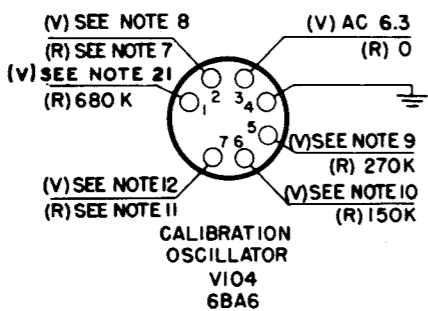 (V) SEE NOTE 8
(R) SEE NOTE 7
(V) SEE NOTE 21
(R) 680 K
(V) AC 6.3
(R) 0
1
2
3
4
5
6
7
(V) SEE NOTE 9
(R) 270K
(V) SEE NOTE 10
(R) 150K
(V) SEE NOTE 12
(R) SEE NOTE 11
CALIBRATION
OSCILLATOR
V104
6BA6